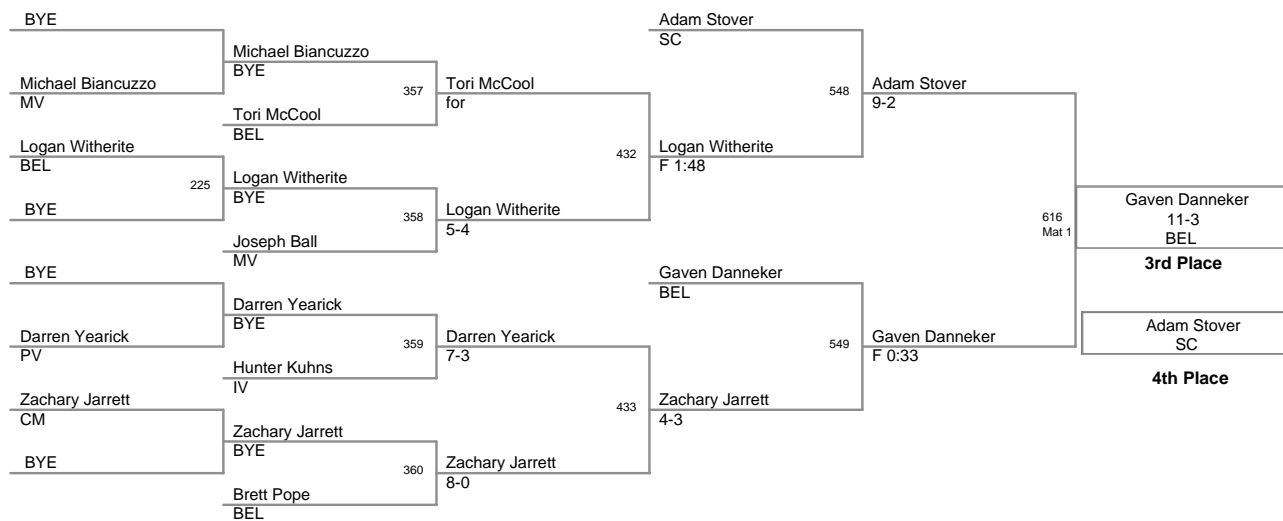 BYE
Michael Biancuzzo
MV
Logan Witherite
BEL
BYE
225
BYE
Darren Yearick
PV
Zachary Jarrett
CM
BYE
Michael Biancuzzo
BYE
Tori McCool
BEL
357
Logan Witherite
BYE
Joseph Ball
MV
358
Darren Yearick
BYE
Hunter Kuhns
IV
359
Zachary Jarrett
BYE
Brett Pope
BEL
360
Tori McCool
for
Logan Witherite
5-4
432
Darren Yearick
7-3
Zachary Jarrett
8-0
433
Adam Stover
SC
Logan Witherite
F 1:48
548
Gaven Danneker
BEL
Zachary Jarrett
4-3
549
Adam Stover
9-2
Gaven Danneker
F 0:33
616
Mat 1
Gaven Danneker
11-3
BEL
3rd Place
Adam Stover
SC
4th Place